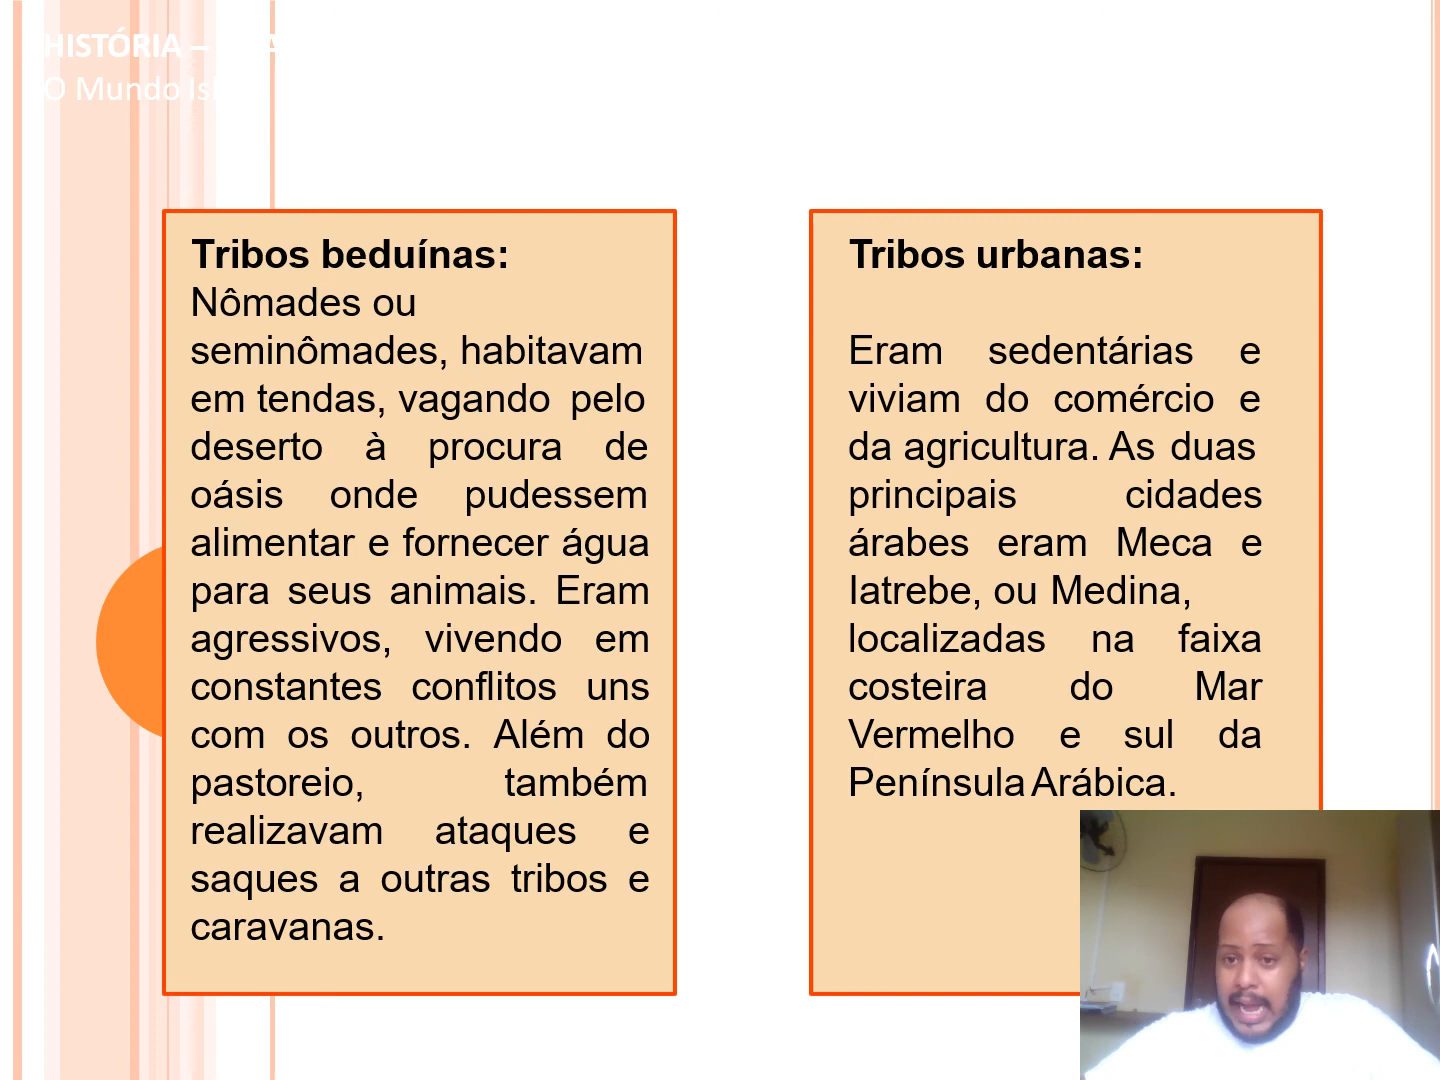 HISTÓRIA –
O Mundo
Tribos beduínas:
Nômades ou
seminômades, habitavam
em tendas, vagando pelo
deserto à procura de
oásis onde pudessem
alimentar e fornecer água
para seus animais. Eram
agressivos, vivendo em
constantes conflitos uns
com os outros. Além do
pastoreio, também
realizavam ataques e
saques a outras tribos e
caravanas.
Tribos urbanas:
Eram sedentárias e
viviam do comércio e
da agricultura. As duas
principais cidades
árabes eram Meca e
Iatrebe, ou Medina,
localizadas na faixa
costeira do Mar
Vermelho e sul da
Península Arábica.